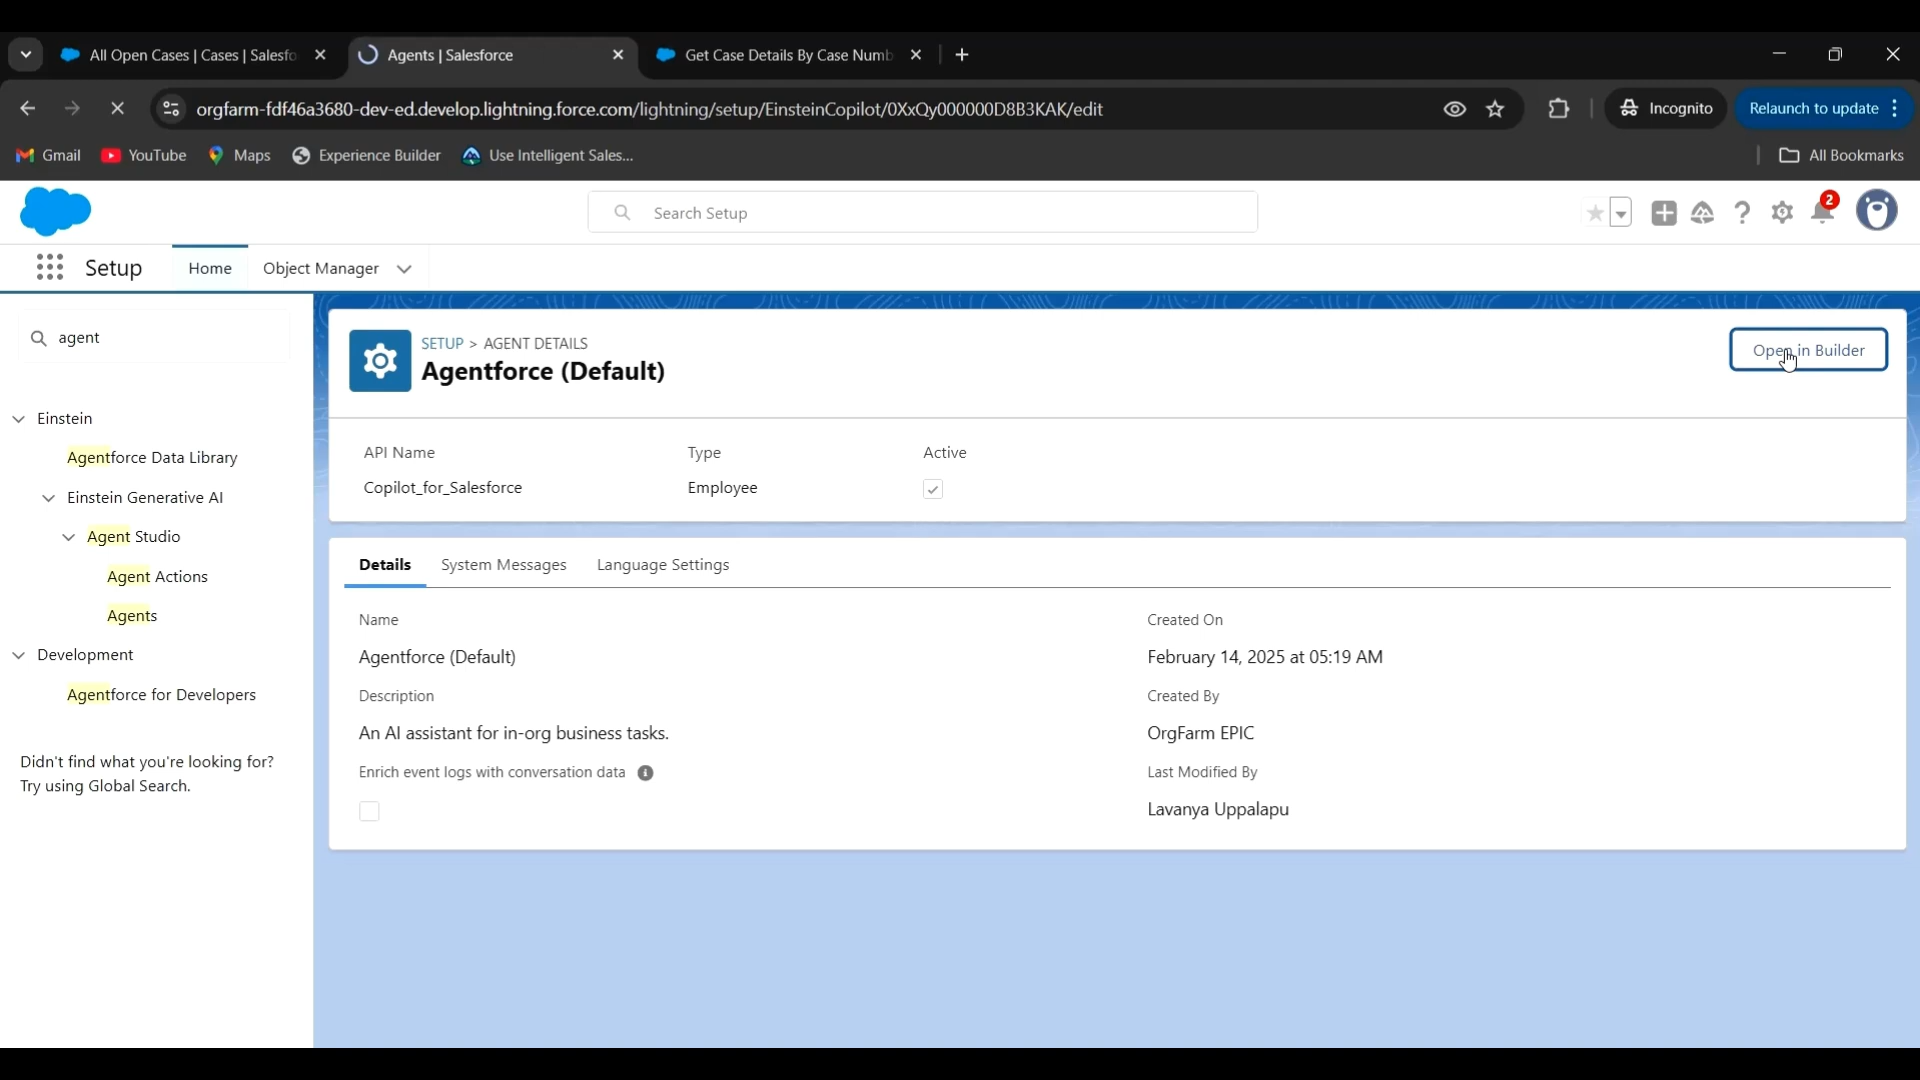 All Open Cases | Cases | Salesfo
Agents | Salesforce
Get Case Details By Case Numb
orgfarm-fdf46a3680-dev-ed.develop.lightning.force.com/lightning/setup/EinsteinCopilot/0XxQy000000D8B3KAK/edit
Incognito
Relaunch to update
Gmail
YouTube
Maps
Experience Builder
Use Intelligent Sales...
All Bookmarks
Search Setup
2
Setup
Home
Object Manager
agent
Einstein
Agentforce Data Library
Einstein Generative AI
Agent Studio
Agent Actions
Agents
Development
Agentforce for Developers
Didn't find what you're looking for?
Try using Global Search.
SETUP > AGENT DETAILS
Agentforce (Default)
Open in Builder
API Name
Type
Active
Copilot_for_Salesforce
Employee
Details
System Messages
Language Settings
Name
Created On
Agentforce (Default)
February 14, 2025 at 05:19 AM
Description
Created By
An AI assistant for in-org business tasks.
OrgFarm EPIC
Enrich event logs with conversation data
Last Modified By
Lavanya Uppalapu